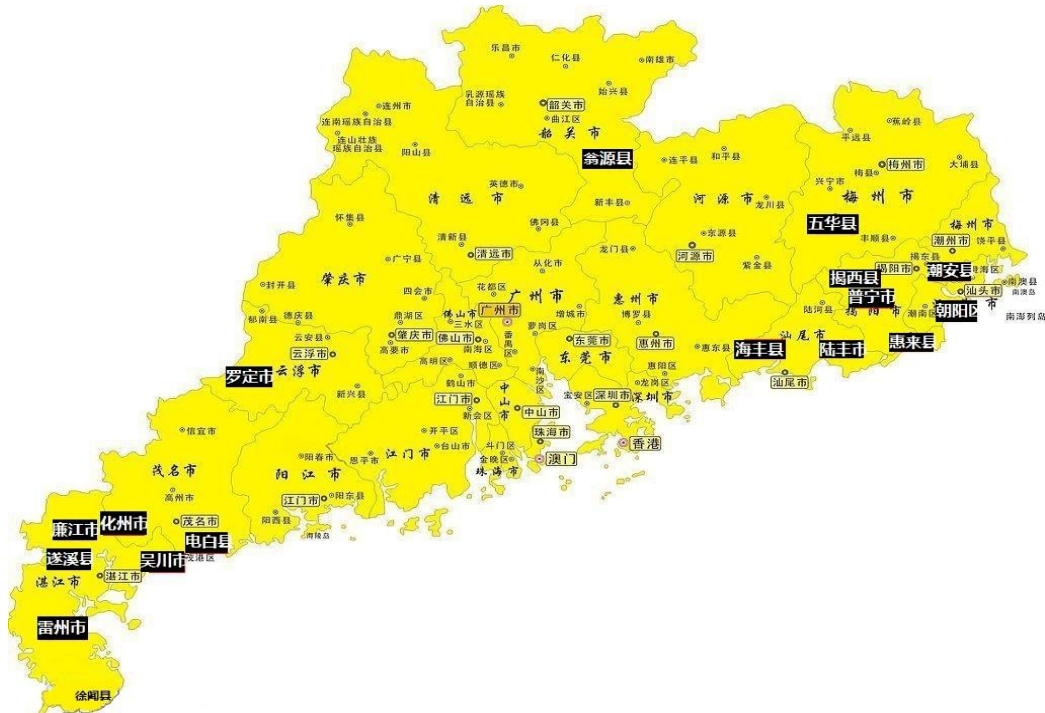 乐昌市
仁化县
南雄市
乳源瑶族
自治县
始兴县
韶关市
曲江区
韶关市
连州市
连南瑶族自治县
连山壮族
瑶族自治县
阳山县
翁源县
连平县
和平县
蕉岭县
平远县
梅州市
梅县
大埔县
兴宁市
梅州市
英德市
清远市
新丰县
河源市
龙川县
怀集县
佛冈县
五华县
梅州市
清新县
清远市
龙门县
东源县
河源市
丰顺县
潮州市
饶平县
广宁县
从化市
紫金县
揭东县
揭阳市
潮安县
肇庆市
揭西县
封开县
四会市
花都区
广州市
惠州市
普宁市
汕头市
南澳县
南澳岛
郁南县
德庆县
鼎湖区
佛山市
三水区
广州市
增城市
博罗县
陆河县
揭阳市
潮南区
朝阳区
市
南澎列岛
云安县
肇庆市
高要市
佛山市
南海区
番禺区
萝岗区
东莞市
惠州市
汕尾市
惠来县
云浮市
云浮市
高明区
顺德区
东莞市
惠东县
海丰县
陆丰市
罗定市
新兴县
鹤山市
中山市
南沙区
惠阳区
龙岗区
汕尾市
江门市
新会区
中山市
宝安区
深圳市
深圳市
信宜市
开平区
台山市
珠海市
香港
茂名市
阳江市
阳春市
恩平市
江门市
斗门区
金晚区
澳门
珠海市
高州市
江门市
阳东县
阳西县
海陵岛
廉江市
化州市
茂名市
电白县
茂港区
遂溪县
吴川市
湛江市
湛江市
雷州市
徐闻县